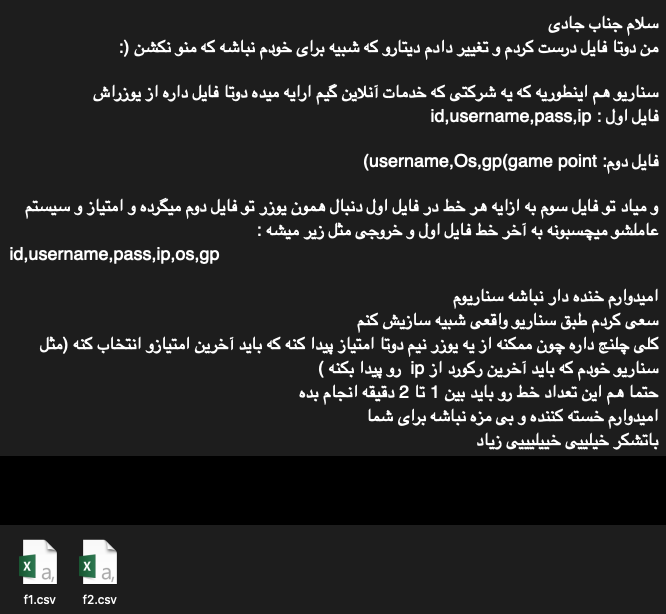 سلام جناب جادی
من دوتا فایل درست کردم و تغییر دادم دیتارو که شبیه برای خودم نباشه که منو نکشن (:
سناریو هم اینطوریه که یه شرکتی که خدمات آنلاین گیم ارایه میده دوتا فایل داره از یوزراش
فایل اول : id,username,pass,ip
فایل دوم: username,Os,gp(game point)
و میاد تو فایل سوم به ازایه هر خط در فایل اول دنبال همون یوزر تو فایل دوم میگرده و امتیاز و سیستم
عاملشو میچسبونه به آخر خط فایل اول و خروجی مثل زیر میشه :
id,username,pass,ip,os,gp
امیدوارم خنده دار نباشه سناریوم
سعی کردم طبق سناریو واقعی شبیه سازیش کنم
کلی چلنج داره چون ممکنه از یه یوزر نیم دوتا امتیاز پیدا کنه که باید آخرین امتیازو انتخاب کنه (مثل
سناریو خودم که باید آخرین رکورد از ip رو پیدا بکنه )
حتما هم این تعداد خط رو باید بین 1 تا 2 دقیقه انجام بده
امیدوارم خسته کننده و بی مزه نباشه برای شما
باتشکر خیلیی خییلیییی زیاد
f1.csv
f2.csv